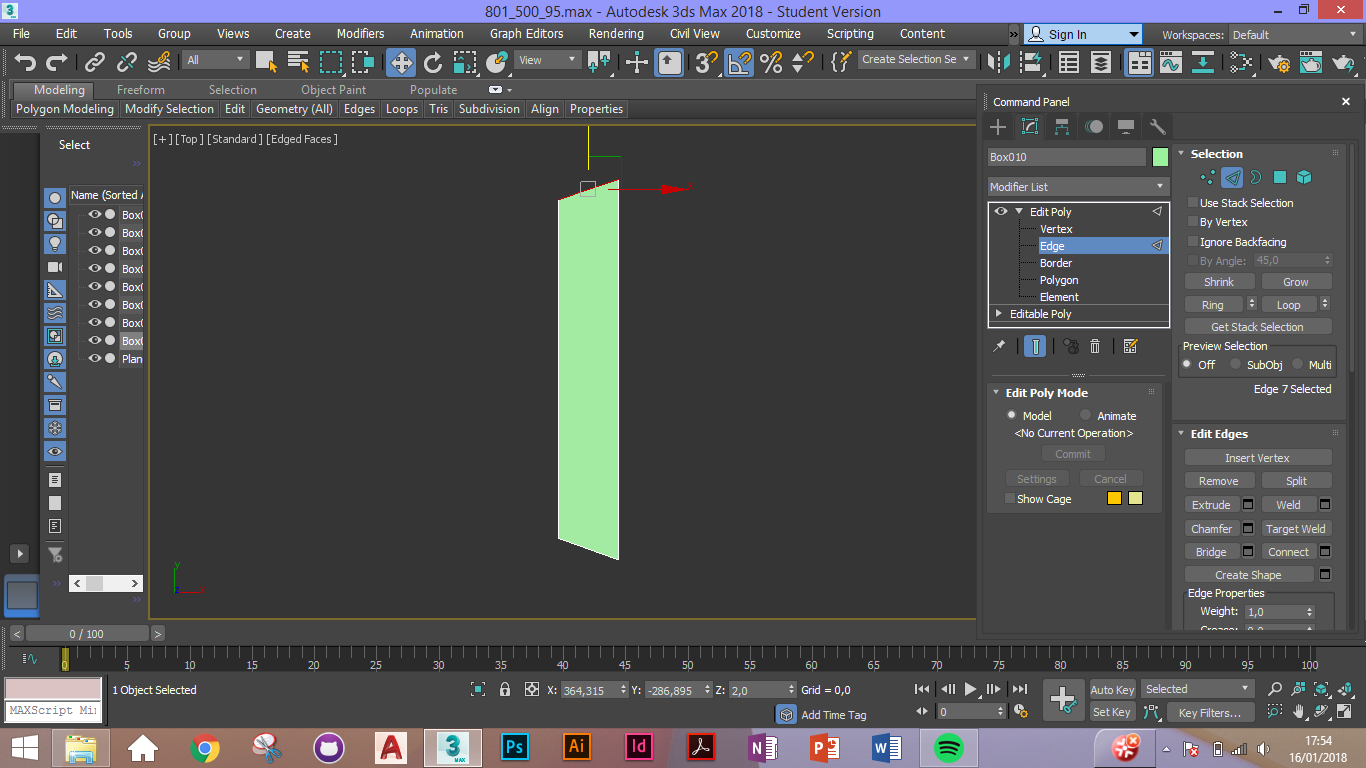 801_500_95.max - Autodesk 3ds Max 2018 - Student Version
File Edit Tools Group Views Create Modifiers Animation Graph Editors Rendering Civil View Customize Scripting Content » Sign In Workspaces: Default
All View Create Selection Se
Modeling Freeform Selection Object Paint Populate
Polygon Modeling Modify Selection Edit Geometry (All) Edges Loops Tris Subdivision Align Properties
Command Panel
[+] [Top ] [Standard ] [Edged Faces ]
Select
Name (Sorted A
Box0
Box0
Box0
Box0
Box0
Box0
Box0
Box0
Plan
x
y
x
z
Box010
Modifier List
Edit Poly
Vertex
Edge
Border
Polygon
Element
Editable Poly
Edit Poly Mode
Model Animate
<No Current Operation>
Commit
Settings Cancel
Show Cage
Selection
Use Stack Selection
By Vertex
Ignore Backfacing
By Angle: 45,0
Shrink Grow
Ring Loop
Get Stack Selection
Preview Selection
Off SubObj Multi
Edge 7 Selected
Edit Edges
Insert Vertex
Remove Split
Extrude Weld
Chamfer Target Weld
Bridge Connect
Create Shape
Edge Properties
Weight: 1,0
< 0 / 100 >
0 5 10 15 20 25 30 35 40 45 50 55 60 65 70 75 80 85 90 95 100
1 Object Selected X: 364,315 Y: -286,895 Z: 2,0 Grid = 0,0 Auto Key Selected
MAXScript Mi
Add Time Tag 0 Set Key Key Filters...
A 3 MAX Ps Ai Id N P W
17:54
16/01/2018